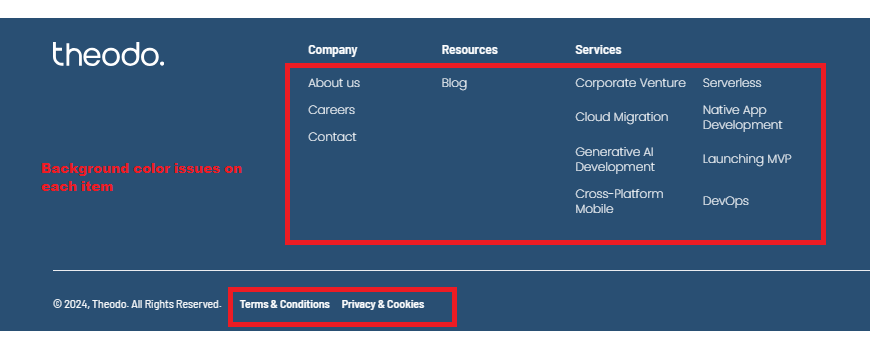 theodo.
Company
Resources
Services
About us
Blog
Corporate Venture
Serverless
Careers
Cloud Migration
Native App
Development
Contact
Generative AI
Development
Launching MVP
Background color issues on
each item
Cross-Platform
Mobile
DevOps
© 2024, Theodo. All Rights Reserved.
Terms & Conditions
Privacy & Cookies